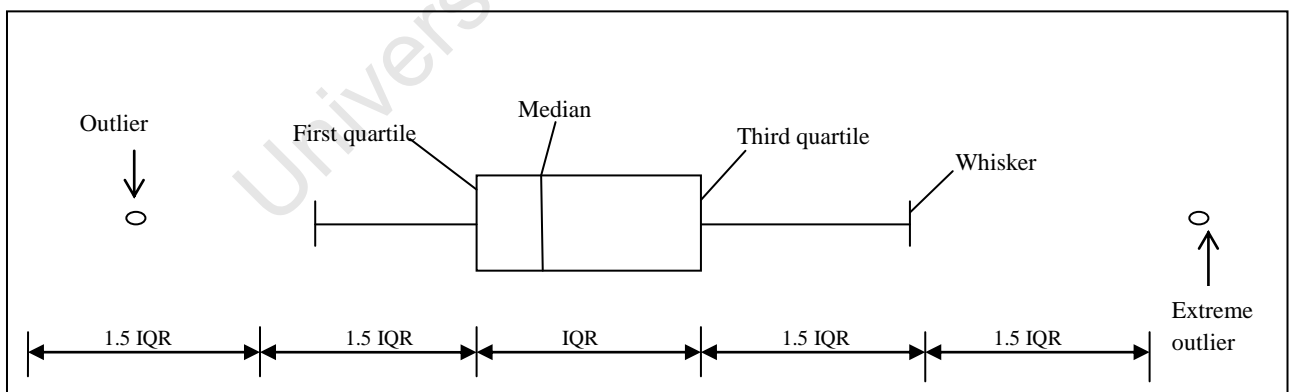 Univers
Outlier
First quartile
Median
Third quartile
Whisker
1.5 IQR
1.5 IQR
IQR
1.5 IQR
1.5 IQR
Extreme
outlier